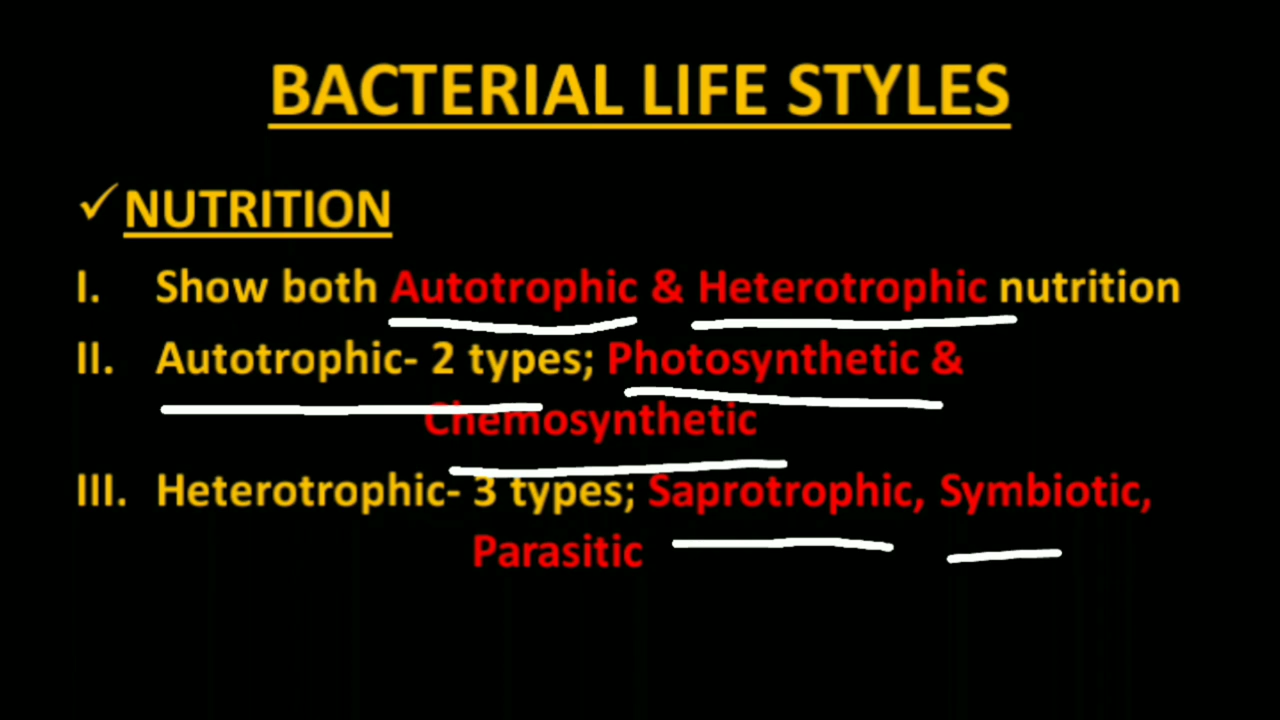 BACTERIAL LIFE STYLES
✓NUTRITION
I. Show both Autotrophic & Heterotrophic nutrition
II. Autotrophic- 2 types; Photosynthetic &
Chemosynthetic
III. Heterotrophic- 3 types; Saprotrophic, Symbiotic,
Parasitic